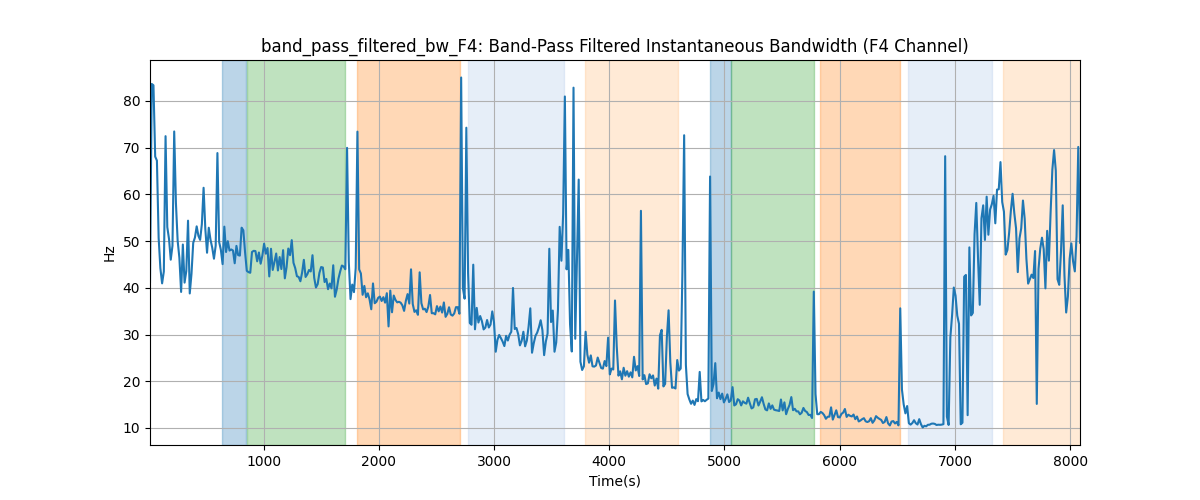 band_pass_filtered_bw_F4: Band-Pass Filtered Instantaneous Bandwidth (F4 Channel)
80
70
60
50
40
30
20
10
Hz
1000 2000 3000 4000 5000 6000 7000 8000
Time(s)